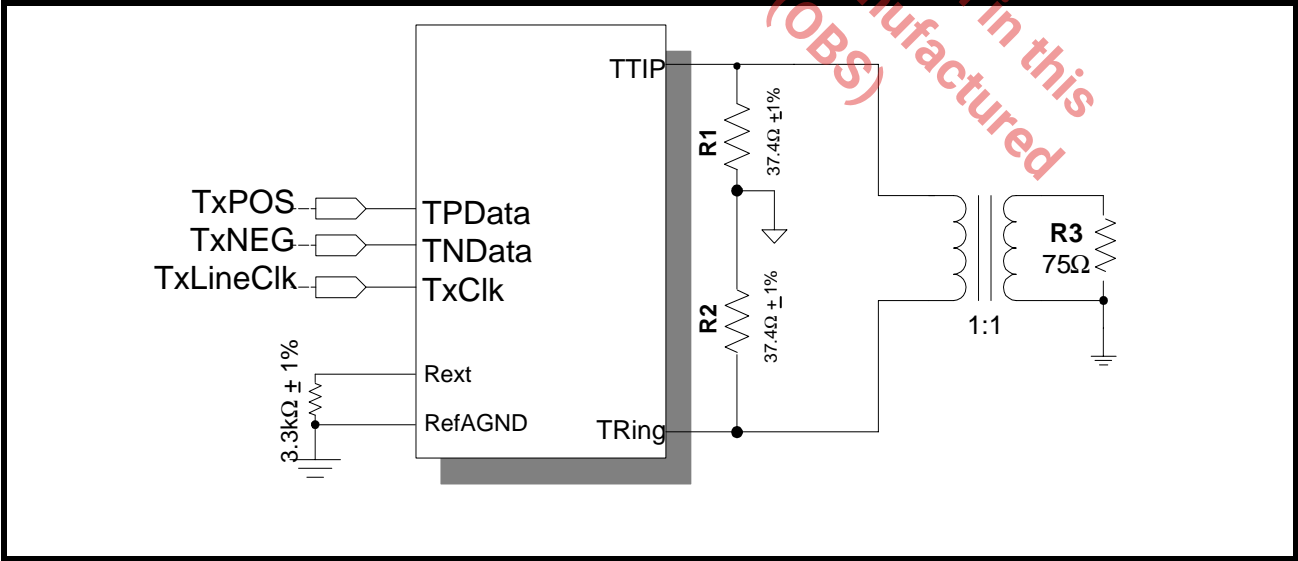 in this
nufactured
(OBS)
TTIP
R1
37.4Ω ±1%
TxPOS
TPData
TxNEG
TNData
TxLineClk
TxClk
R3
75Ω
R2
37.4Ω ±1%
1:1
3.3kΩ ± 1%
Rext
RefAGND
TRing